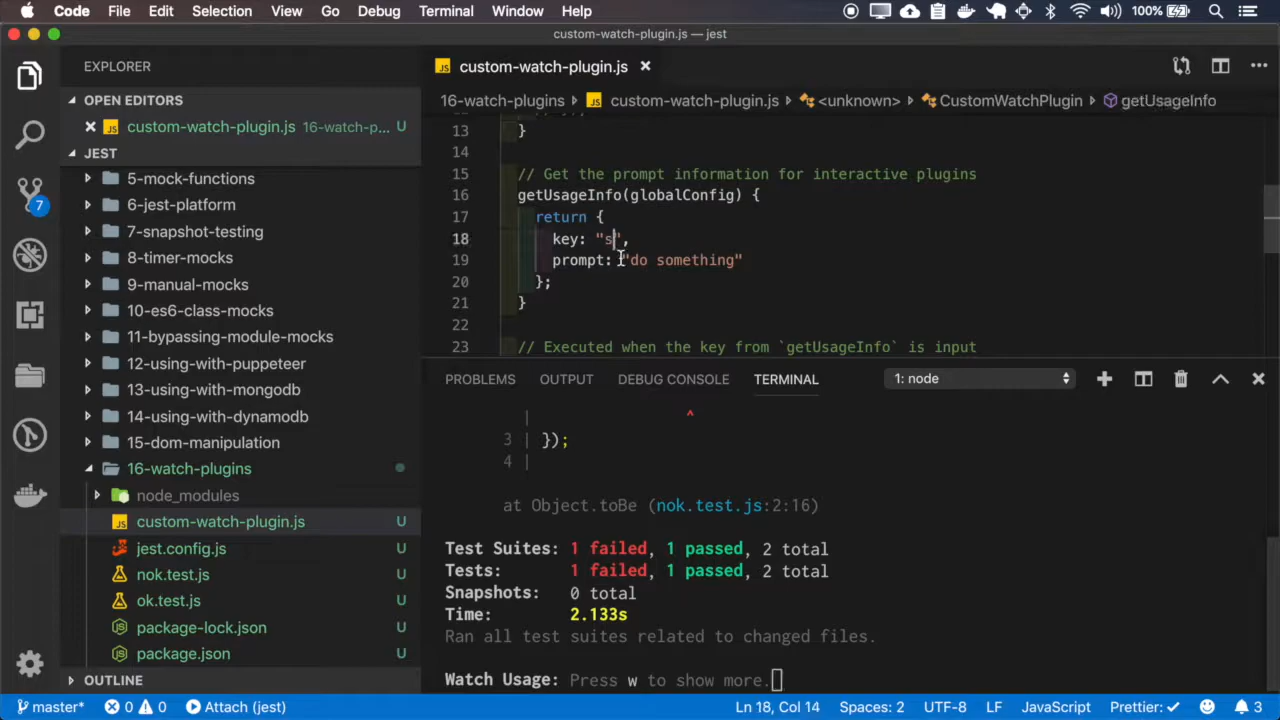 Code File Edit Selection View Go Debug Terminal Window Help 100%
custom-watch-plugin.js — jest
EXPLORER
OPEN EDITORS
custom-watch-plugin.js 16-watch-p... U
JEST
5-mock-functions
6-jest-platform
7-snapshot-testing
8-timer-mocks
9-manual-mocks
10-es6-class-mocks
11-bypassing-module-mocks
12-using-with-puppeteer
13-using-with-mongodb
14-using-with-dynamodb
15-dom-manipulation
16-watch-plugins
node_modules
JS custom-watch-plugin.js U
jest.config.js U
nok.test.js U
ok.test.js U
package-lock.json U
package.json U
OUTLINE
7
JS custom-watch-plugin.js
16-watch-plugins JS custom-watch-plugin.js <unknown> CustomWatchPlugin getUsageInfo
13 }
14
15 // Get the prompt information for interactive plugins
16 getUsageInfo(globalConfig) {
17 return {
18 key: "s",
19 prompt: "do something"
20 };
21 }
22
23 // Executed when the key from `getUsageInfo` is input
PROBLEMS OUTPUT DEBUG CONSOLE TERMINAL 1: node
| ^
3 | });
4 |
at Object.toBe (nok.test.js:2:16)
Test Suites: 1 failed, 1 passed, 2 total
Tests: 1 failed, 1 passed, 2 total
Snapshots: 0 total
Time: 2.133s
Ran all test suites related to changed files.
Watch Usage: Press w to show more.
master* 0 0 Attach (jest) Ln 18, Col 14 Spaces: 2 UTF-8 LF JavaScript Prettier: ✓ 3